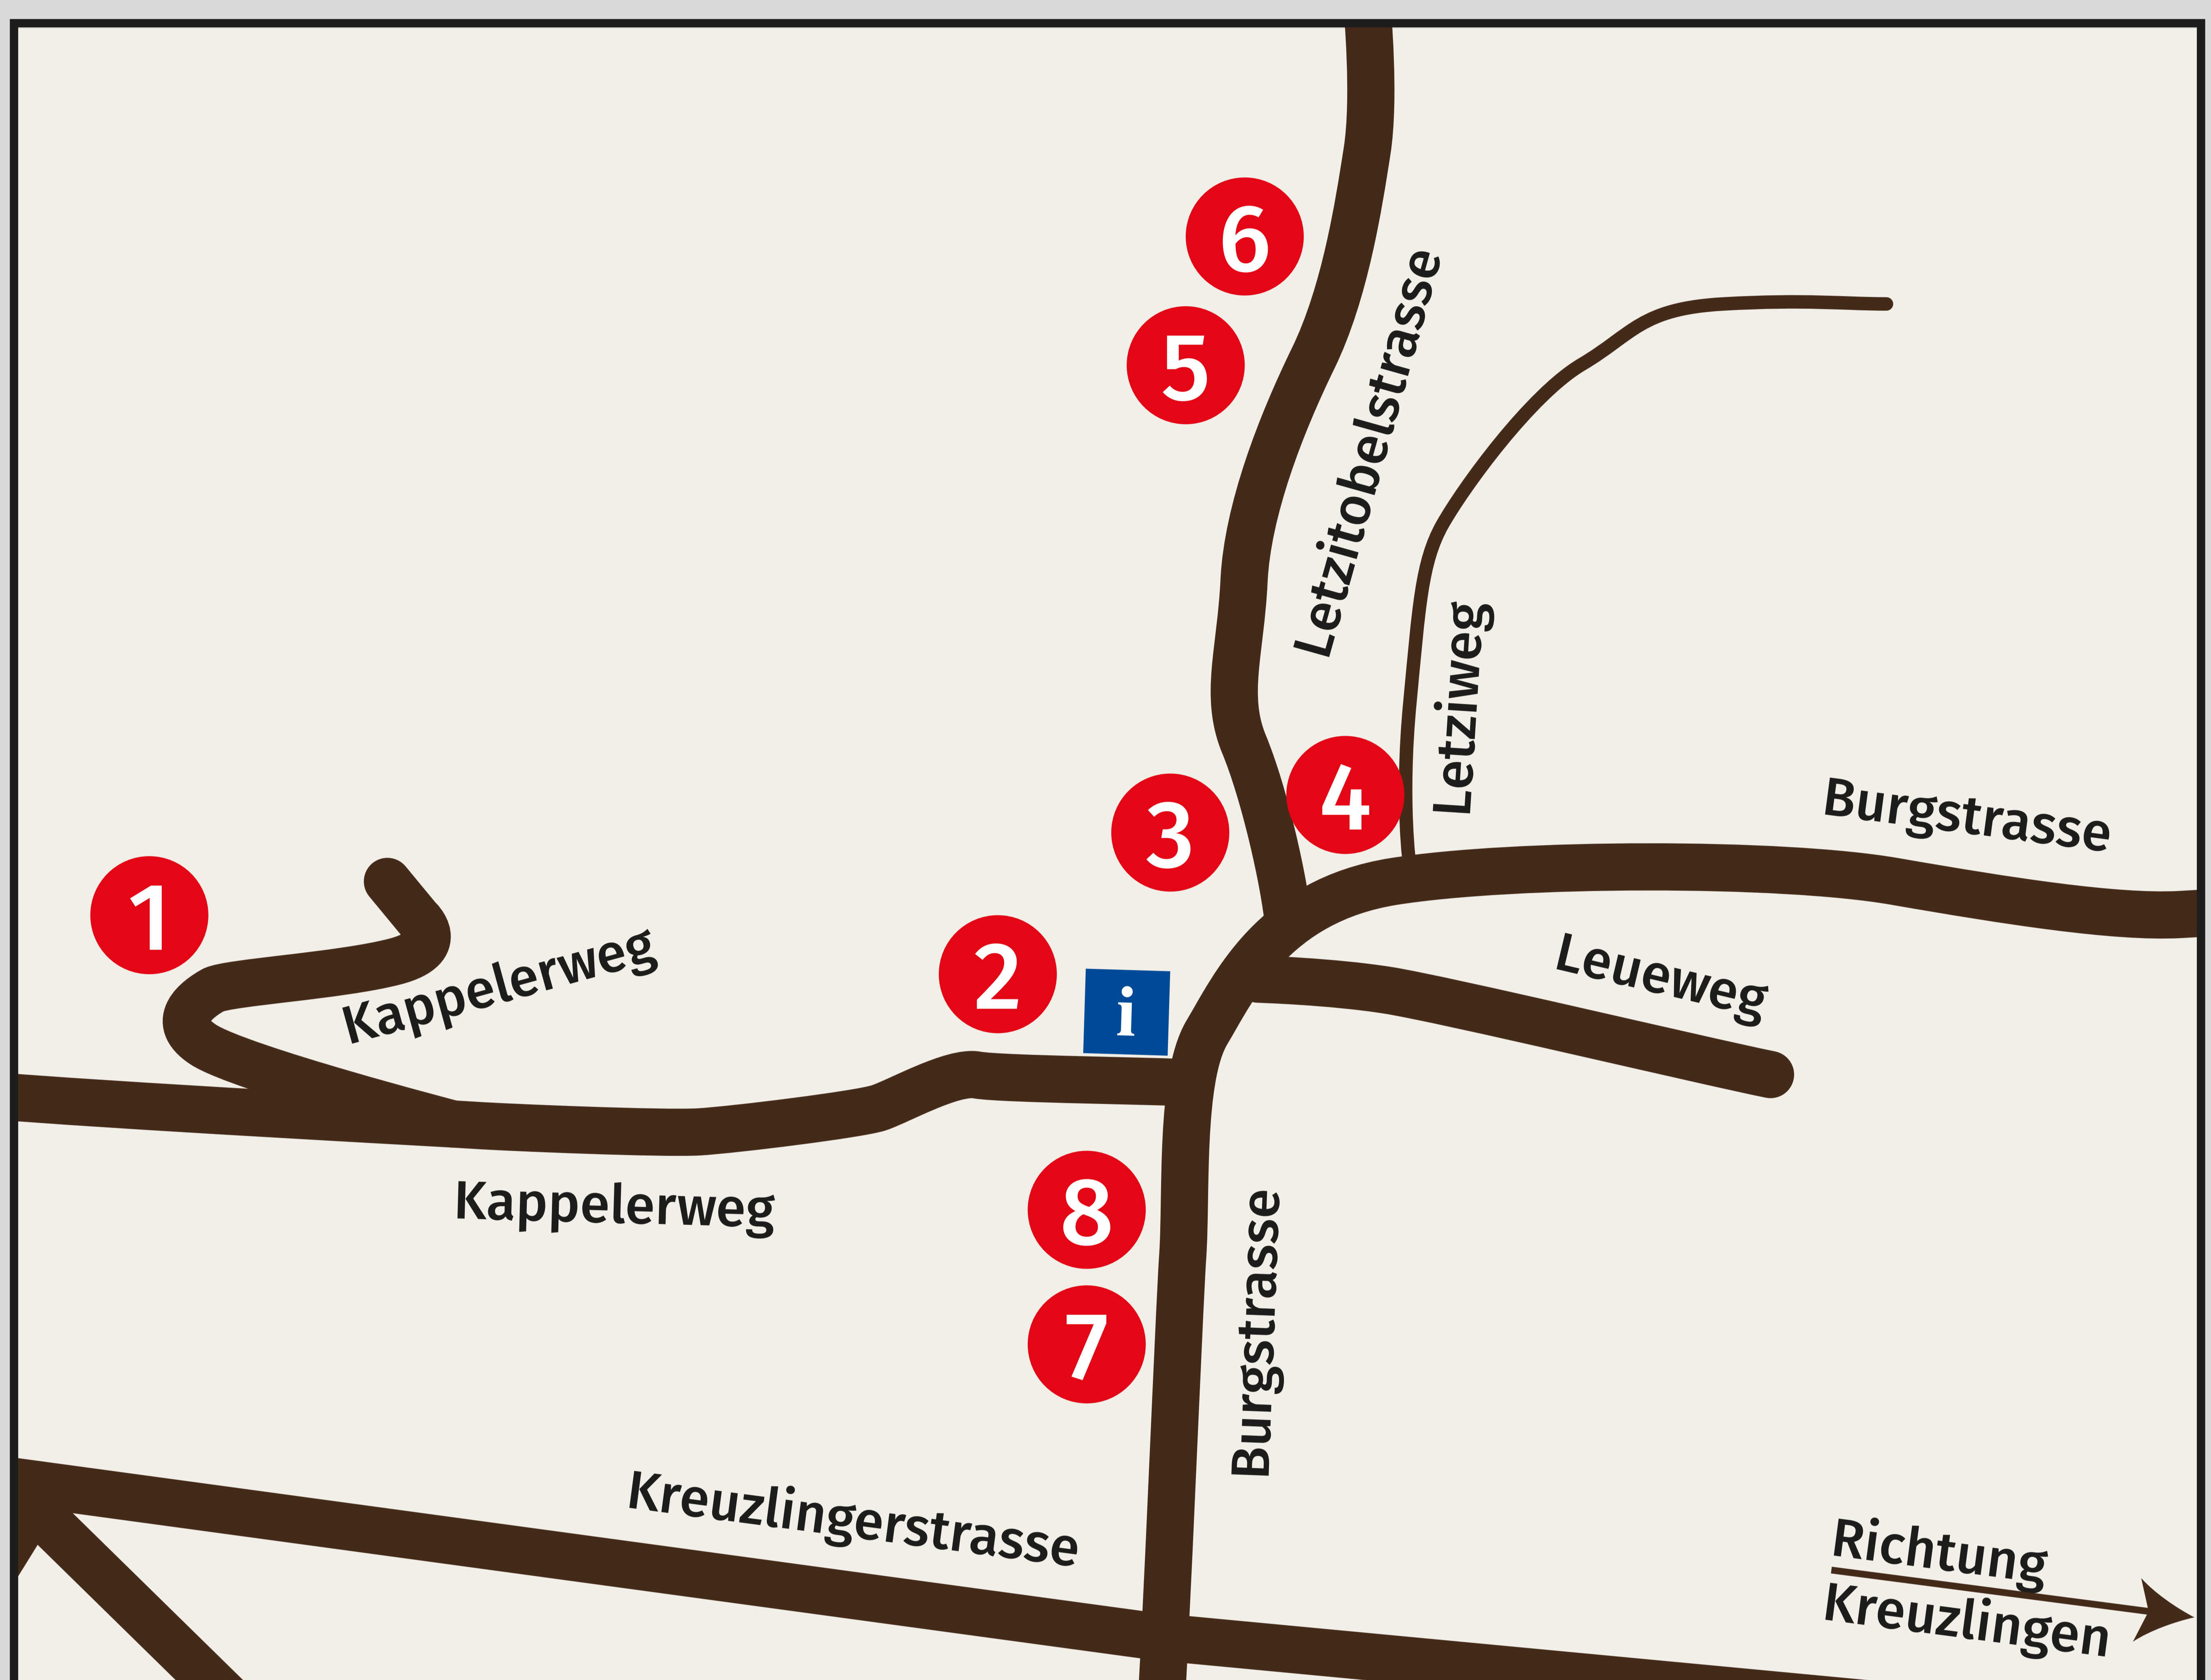 6
5
Letzitobelstrasse
Letziweg
4
3
Burgstrasse
1
2
i
Kappelerweg
Leueweg
Kappelerweg
8
7
Burgstrasse
Kreuzlingerstrasse
Richtung
Kreuzlingen